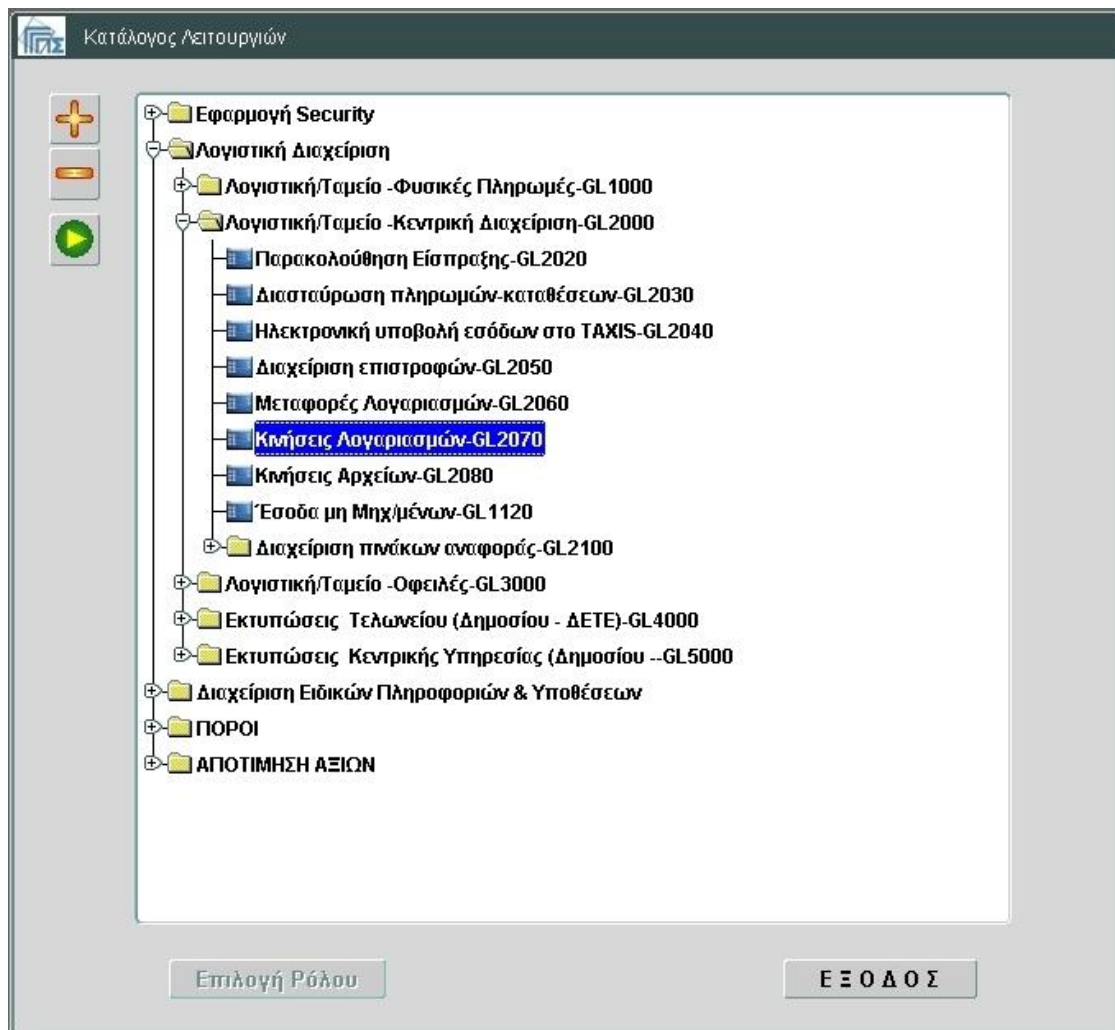 Κατάλογος Λειτουργιών
Εφαρμογή Security
Λογιστική Διαχείριση
Λογιστική/Ταμείο -Φυσικές Πληρωμές-GL1000
Λογιστική/Ταμείο -Κεντρική Διαχείριση-GL2000
Παρακολούθηση Είσπραξης-GL2020
Διασταύρωση πληρωμών-καταθέσεων-GL2030
Ηλεκτρονική υποβολή εσόδων στο TAXIS-GL2040
Διαχείριση επιστροφών-GL2050
Μεταφορές Λογαριασμών-GL2060
Κινήσεις Λογαριασμών-GL2070
Κινήσεις Αρχείων-GL2080
Έσοδα μη Μηχ/μένων-GL1120
Διαχείριση πινάκων αναφοράς-GL2100
Λογιστική/Ταμείο -Οφειλές-GL3000
Εκτυπώσεις Τελωνείου (Δημοσίου - ΔΕΤΕ)-GL4000
Εκτυπώσεις Κεντρικής Υπηρεσίας (Δημοσίου --GL5000
Διαχείριση Ειδικών Πληροφοριών & Υποθέσεων
ΠΟΡΟΙ
ΑΠΟΤΙΜΗΣΗ ΑΞΙΩΝ
Επιλογή Ρόλου
ΕΞΟΔΟΣ